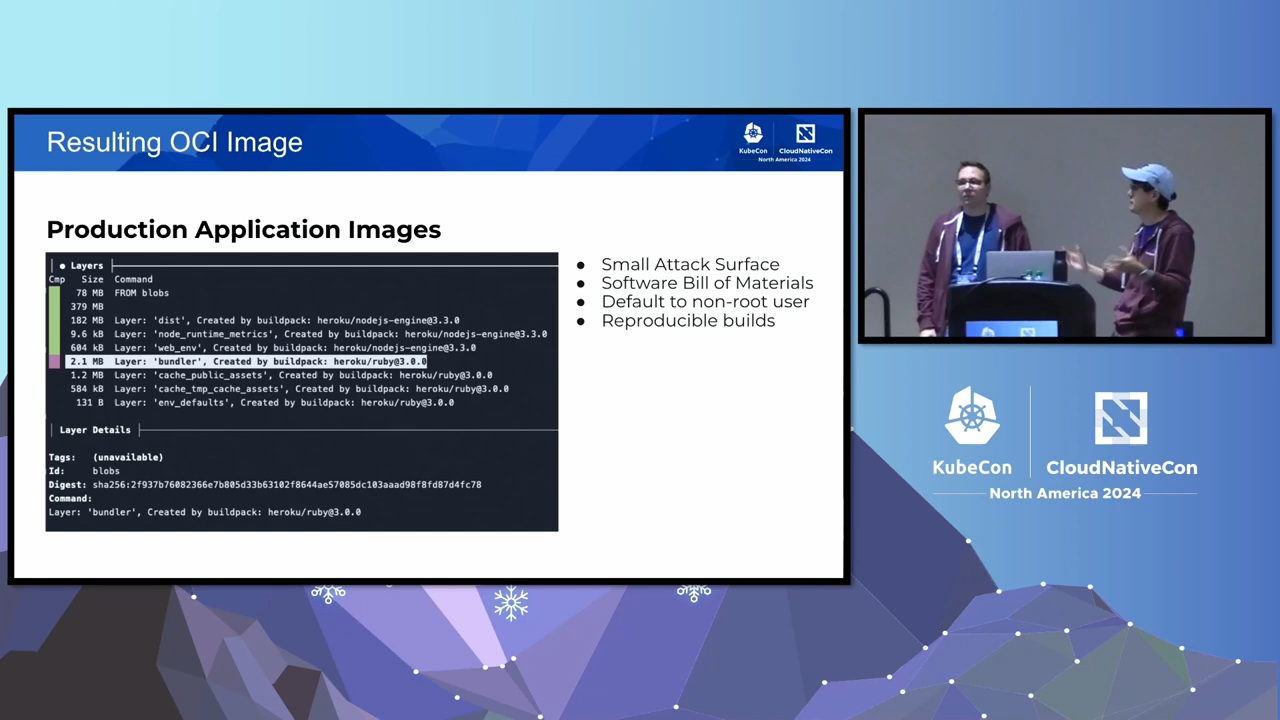 Resulting OCI Image
KubeCon
CloudNativeCon
North America 2024
Production Application Images
● Layers
Cmp Size Command
78 MB FROM blobs
379 MB
182 MB Layer: 'dist', Created by buildpack: heroku/nodejs-engine@3.3.0
9.6 kB Layer: 'node_runtime_metrics', Created by buildpack: heroku/nodejs-engine@3.3.0
604 kB Layer: 'web_env', Created by buildpack: heroku/nodejs-engine@3.3.0
2.1 MB Layer: 'bundler', Created by buildpack: heroku/ruby@3.0.0
1.2 MB Layer: 'cache_public_assets', Created by buildpack: heroku/ruby@3.0.0
584 kB Layer: 'cache_tmp_cache_assets', Created by buildpack: heroku/ruby@3.0.0
131 B Layer: 'env_defaults', Created by buildpack: heroku/ruby@3.0.0
Layer Details
Tags: (unavailable)
Id: blobs
Digest: sha256:2f937b76082366e7b805d33b63102f8644ae57085dc103aaad98f8fd87d4fc78
Command:
Layer: 'bundler', Created by buildpack: heroku/ruby@3.0.0
● Small Attack Surface
● Software Bill of Materials
● Default to non-root user
● Reproducible builds
KubeCon
CloudNativeCon
North America 2024